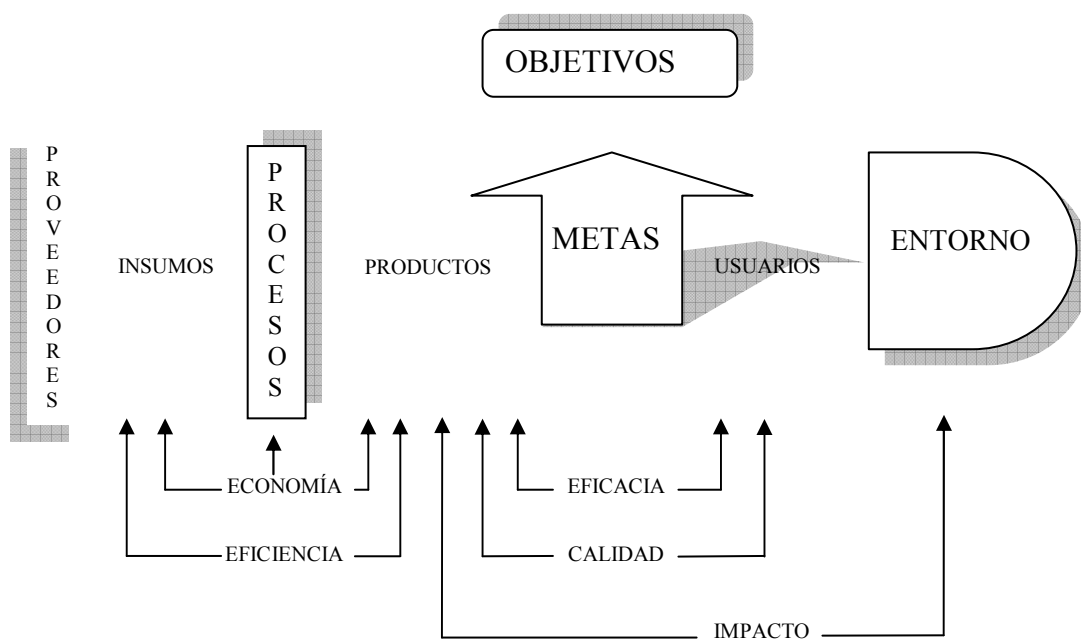 OBJETIVOS
PROVEEDORES
PROCESOS
METAS
ENTORNO
INSUMOS
PRODUCTOS
USUARIOS
ECONOMÍA
EFICACIA
EFICIENCIA
CALIDAD
IMPACTO